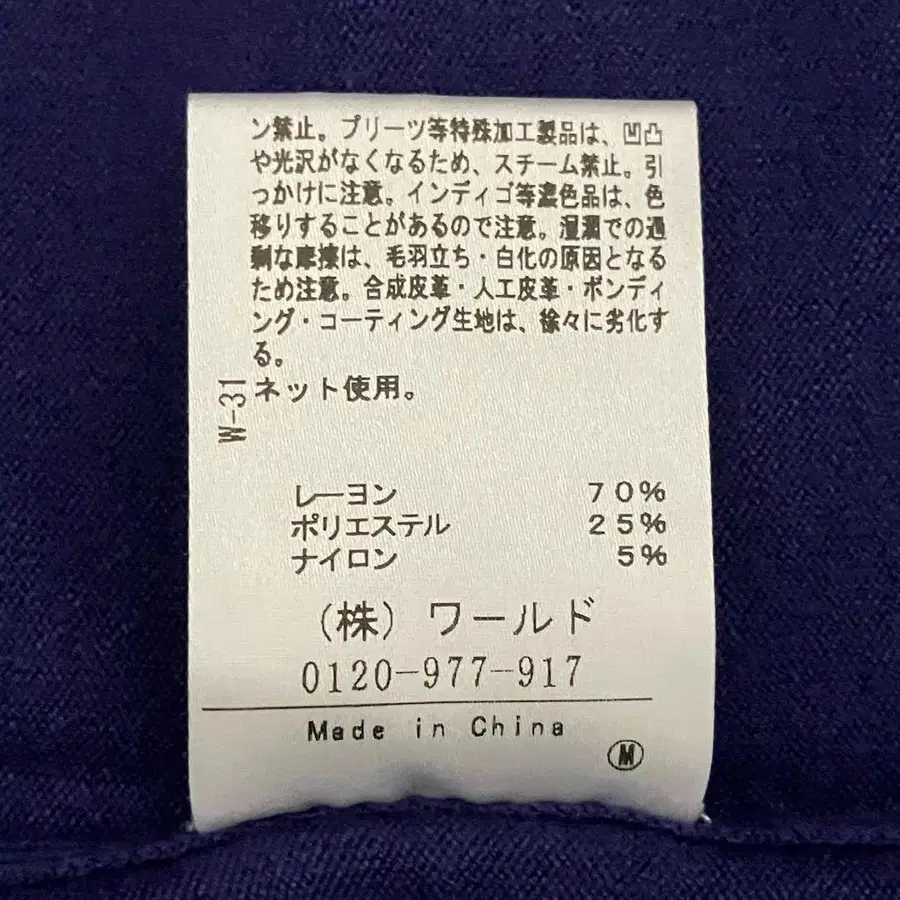 ン禁止。プリーツ等特殊加工製品は、凹凸
や光沢がなくなるため、スチーム禁止。引
っかけに注意。インディゴ等濃色品は、色
移りすることがあるので注意。湿潤での過
剰な摩擦は、毛羽立ち・白化の原因となる
ため注意。合成皮革・人工皮革・ボンディ
ング・コーティング生地は、徐々に劣化す
る。
ネット使用。
W-31
レーヨン 70%
ポリエステル 25%
ナイロン 5%
(株) ワールド
0120-977-917
Made in China
M